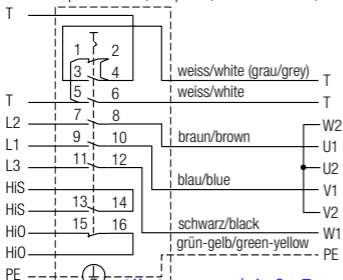 T
1 2
3 4
weiss/white (grau/grey)
T
T
5 6
weiss/white
T
L2
7 8
W2
braun/brown
U1
L1
9 10
U2
L3
11 12
blau/blue
V1
HiS
HiS
13 14
V2
schwarz/black
W1
HiO
15 16
grün-gelb/green-yellow
PE
HiO
PE